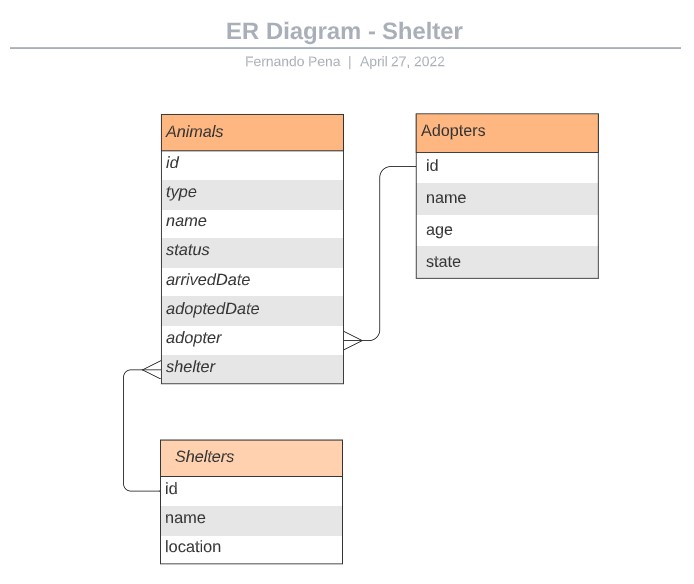 ER Diagram - Shelter
Fernando Pena | April 27, 2022
Animals
id
type
name
status
arrivedDate
adoptedDate
adopter
shelter
Adopters
id
name
age
state
Shelters
id
name
location